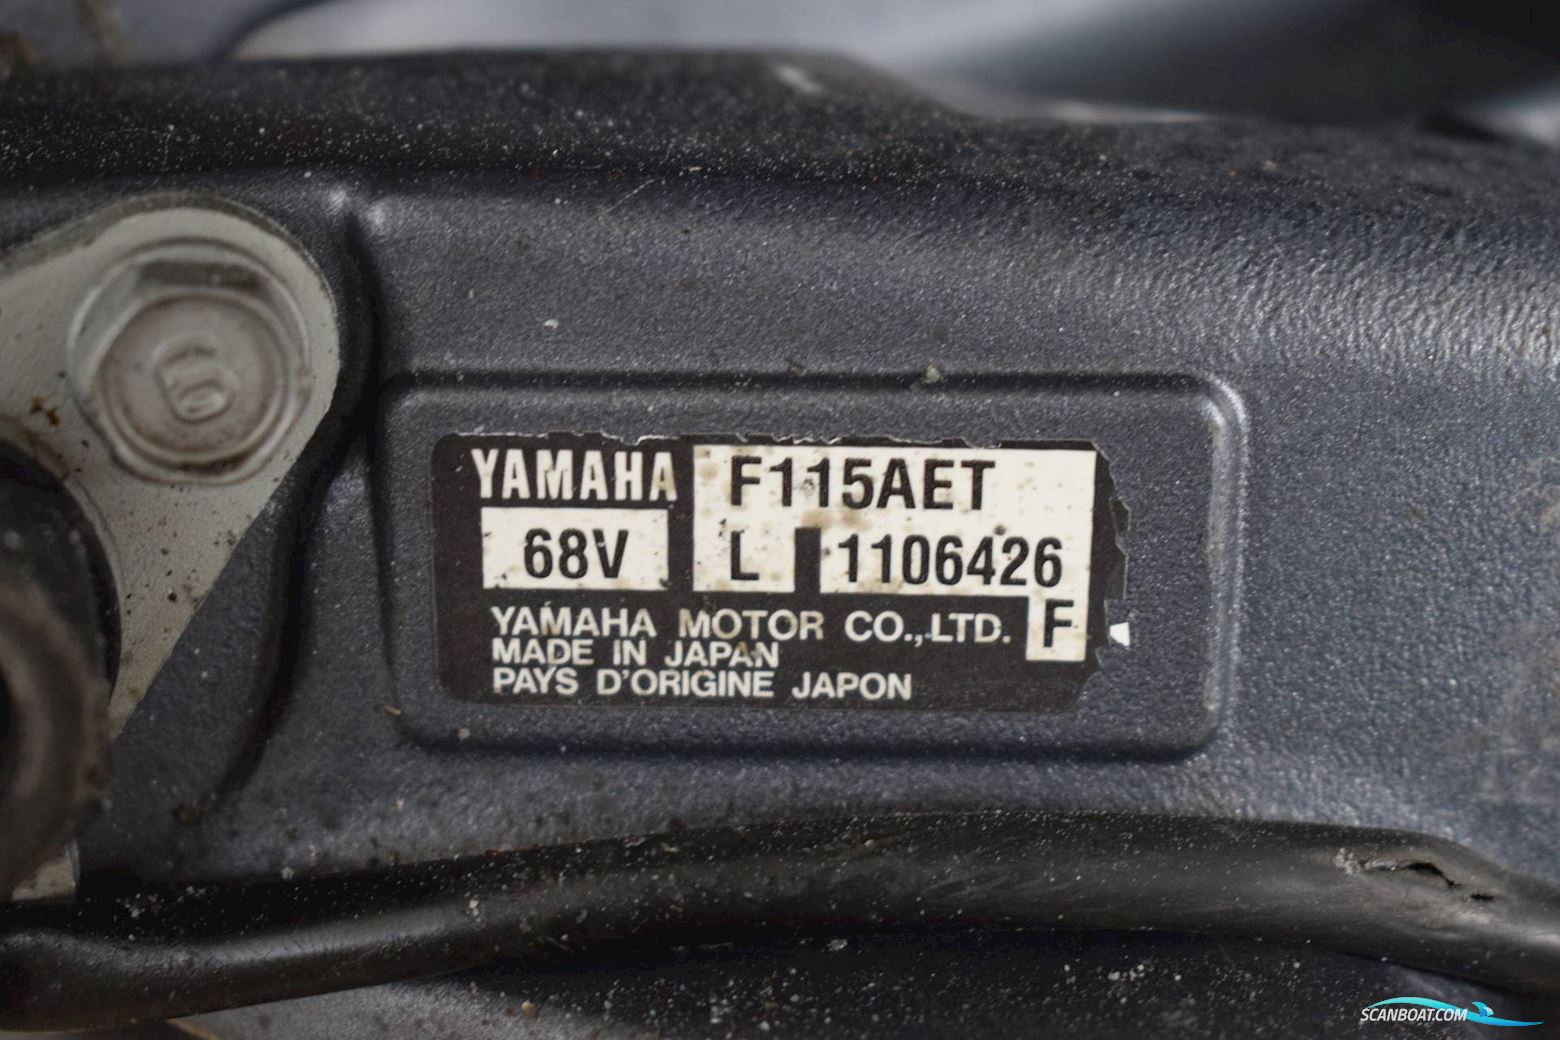 YAMAHA F115AET
68V L 1106426
F
YAMAHA MOTOR CO.,LTD.
MADE IN JAPAN
PAYS D'ORIGINE JAPON
SCANBOAT.COM